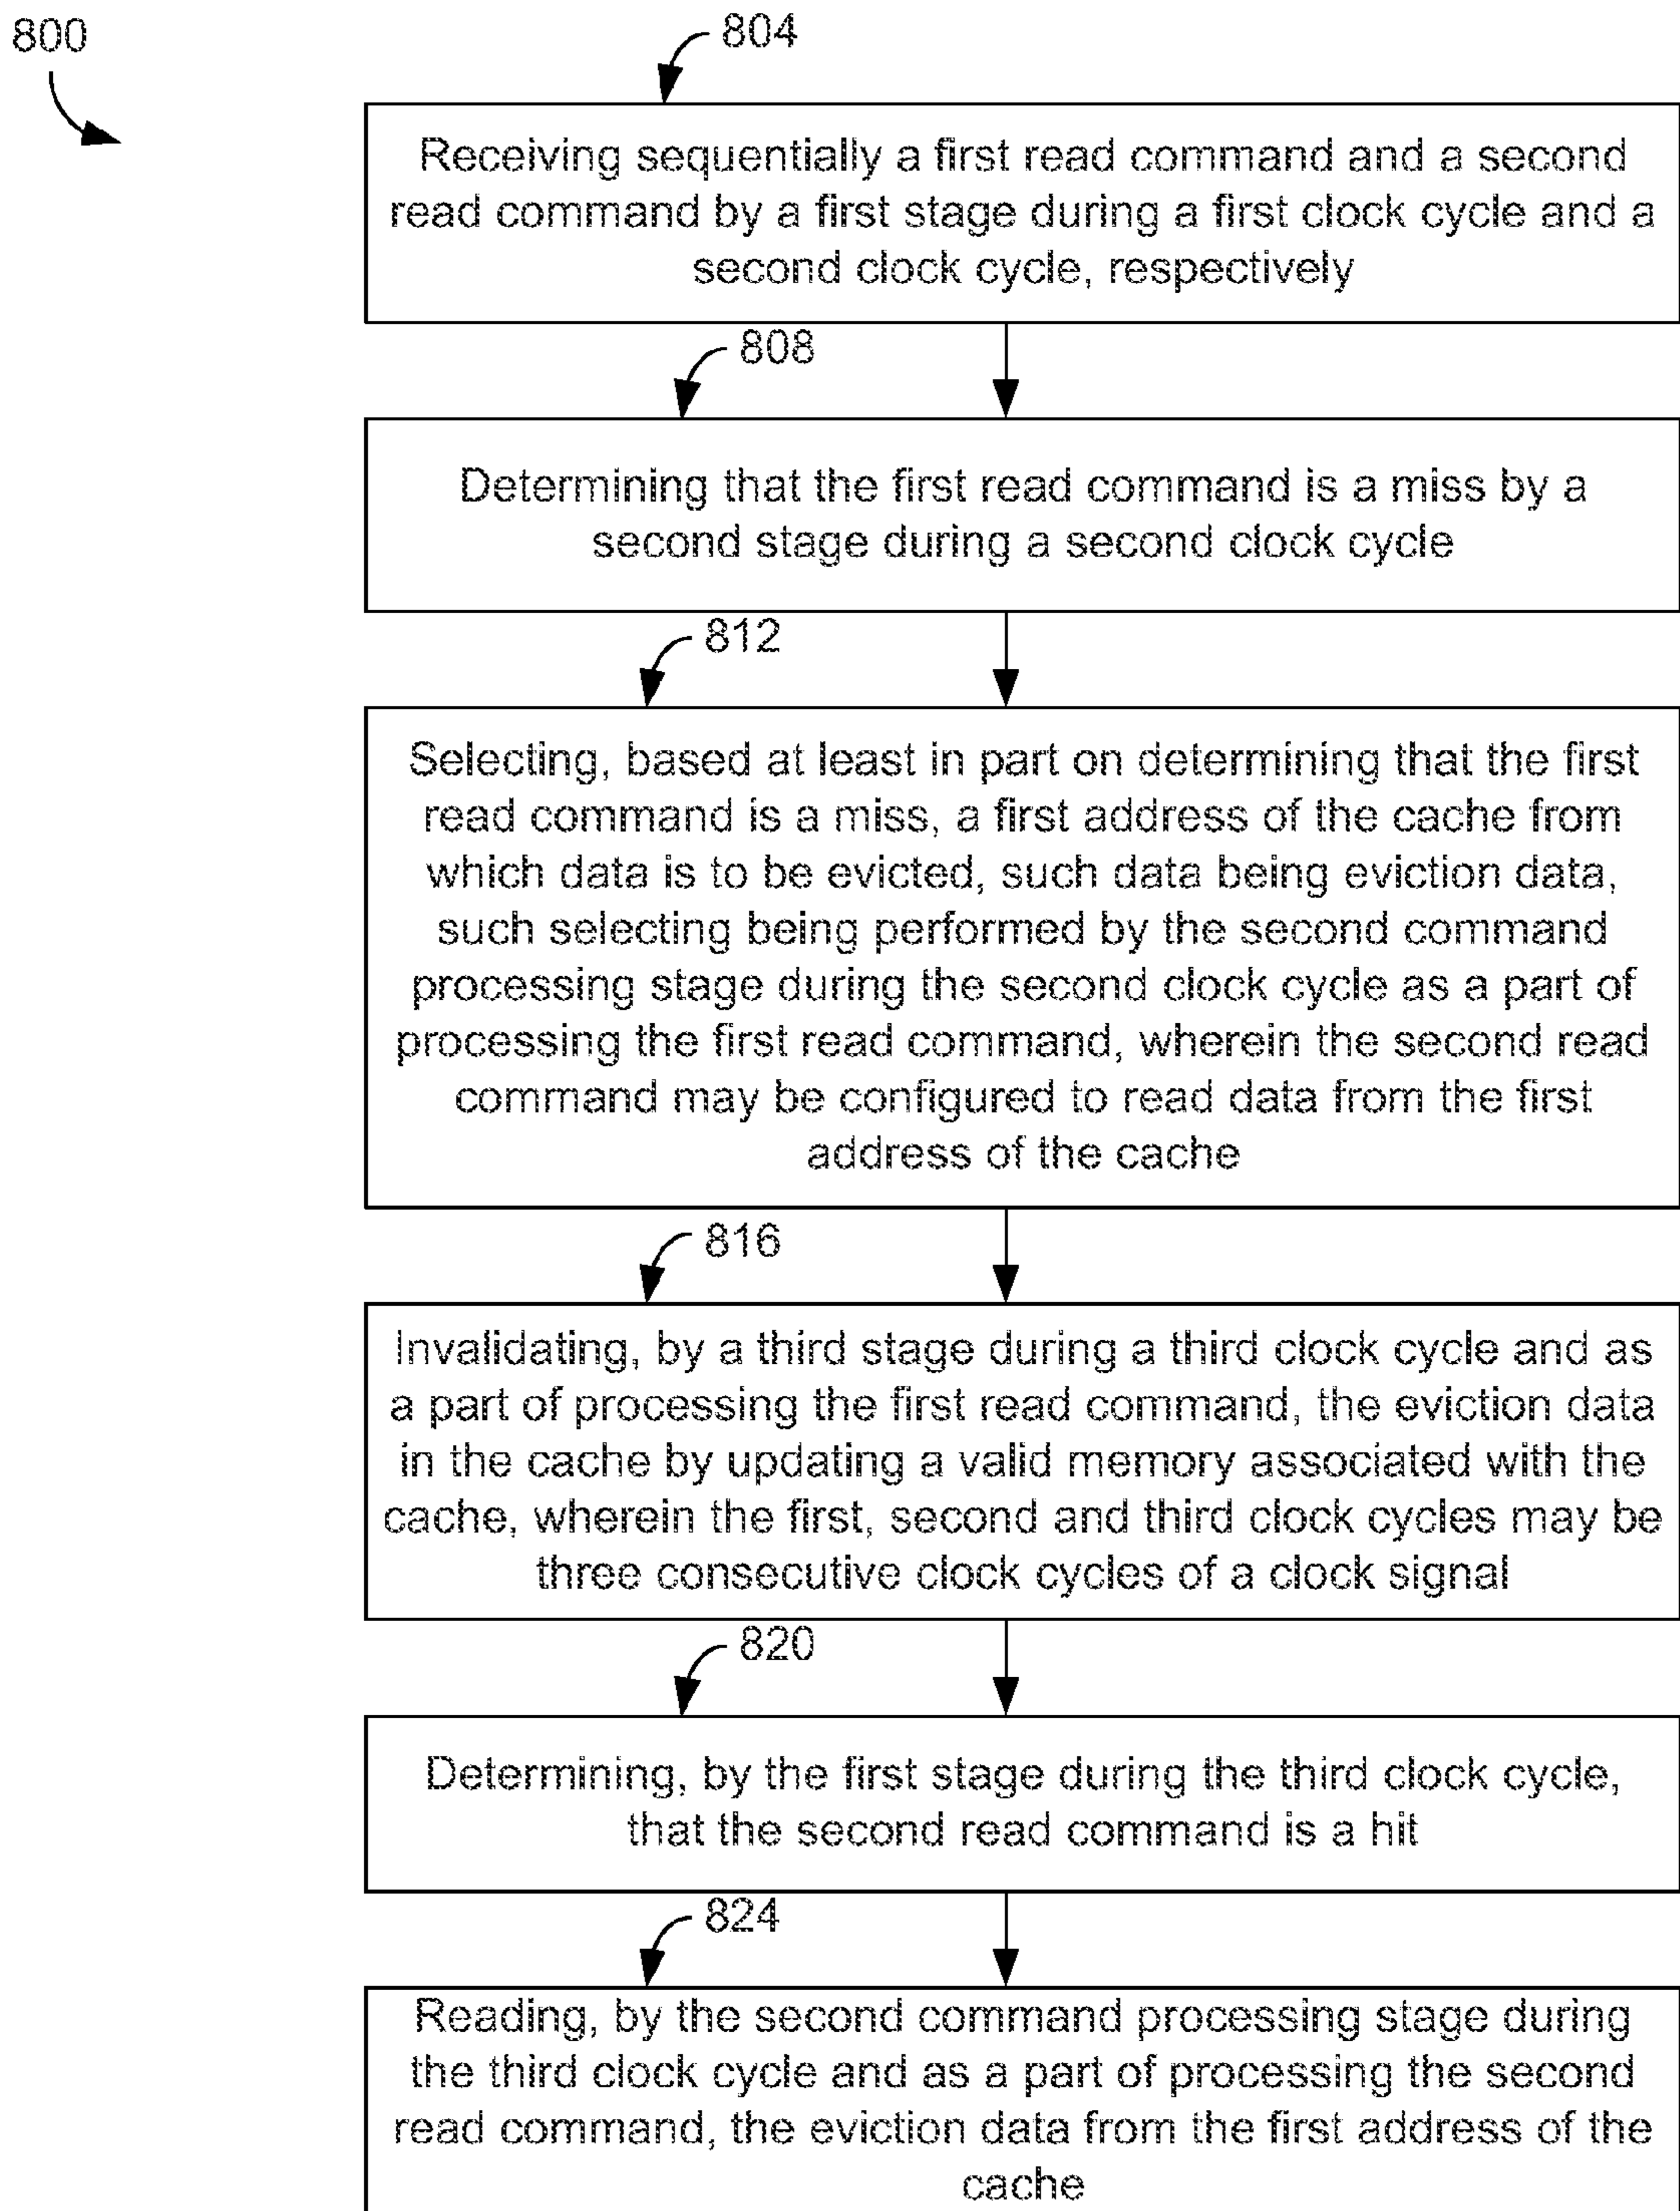 800
804
Receiving sequentially a first read command and a second
read command by a first stage during a first clock cycle and a
second clock cycle, respectively
808
Determining that the first read command is a miss by a
second stage during a second clock cycle
812
Selecting, based at least in part on determining that the first
read command is a miss, a first address of the cache from
which data is to be evicted, such data being eviction data,
such selecting being performed by the second command
processing stage during the second clock cycle as a part of
processing the first read command, wherein the second read
command may be configured to read data from the first
address of the cache
816
Invalidating, by a third stage during a third clock cycle and as
a part of processing the first read command, the eviction data
in the cache by updating a valid memory associated with the
cache, wherein the first, second and third clock cycles may be
three consecutive clock cycles of a clock signal
820
Determining, by the first stage during the third clock cycle,
that the second read command is a hit
824
Reading, by the second command processing stage during
the third clock cycle and as a part of processing the second
read command, the eviction data from the first address of the
cache